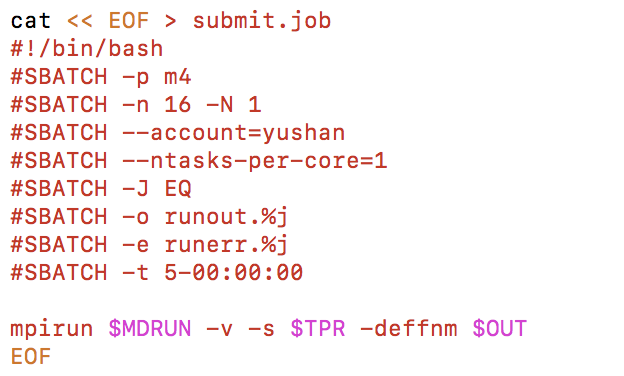 cat << EOF > submit.job
#!/bin/bash
#SBATCH -p m4
#SBATCH -n 16 -N 1
#SBATCH --account=yushan
#SBATCH --ntasks-per-core=1
#SBATCH -J EQ
#SBATCH -o runout.%j
#SBATCH -e runerr.%j
#SBATCH -t 5-00:00:00
mpirun $MDRUN -v -s $TPR -deffnm $OUT
EOF